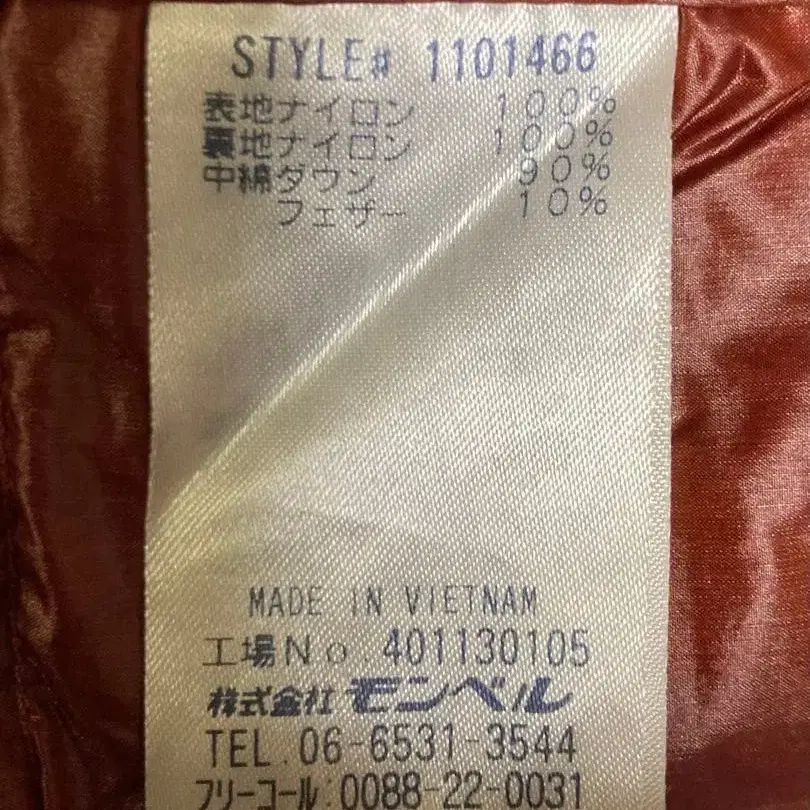 STYLE# 1101466
表地ナイロン 100%
裏地ナイロン 100%
中綿ダウン 90%
フェザー 10%
MADE IN VIETNAM
工場No.401130105
株式会社モンベル
TEL.06-6531-3544
フリーコール:0088-22-0031